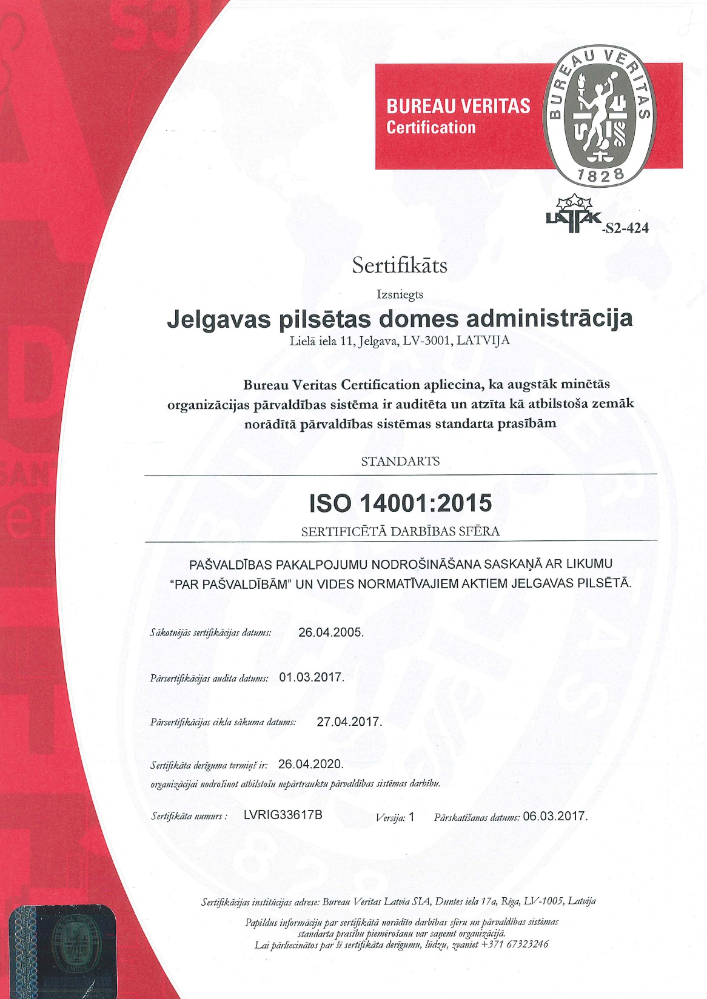 BUREAU VERITAS
Certification
BUREAU VERITAS
1828
LATAK -S2-424
Sertifikāts
Izsniegts
Jelgavas pilsētas domes administrācija
Lielā iela 11, Jelgava, LV-3001, LATVIJA
Bureau Veritas Certification apliecina, ka augstāk minētās
organizācijas pārvaldības sistēma ir auditēta un atzīta kā atbilstoša zemāk
norādītā pārvaldības sistēmas standarta prasībām
STANDARTS
ISO 14001:2015
SERTIFICĒTĀ DARBĪBAS SFĒRA
PAŠVALDĪBAS PAKALPOJUMU NODROŠINĀŠANA SASKAŅĀ AR LIKUMU
“PAR PAŠVALDĪBĀM” UN VIDES NORMATĪVAJIEM AKTIEM JELGAVAS PILSĒTĀ.
Sākotnējās sertifikācijas datums: 26.04.2005.
Pārsertifikācijas audita datums: 01.03.2017.
Pārsertifikācijas cikla sākuma datums: 27.04.2017.
Sertifikāta derīguma termiņš ir: 26.04.2020.
organizācijai nodrošinot atbilstošu nepārtrauktu pārvaldības sistēmas darbību.
Sertifikāta numurs : LVRIG33617B Versija: 1 Pārskatīšanas datums: 06.03.2017.
Sertifikācijas institūcijas adrese: Bureau Veritas Latvia SIA, Duntes iela 17a, Rīga, LV-1005, Latvija
Papildus informāciju par sertifikātā norādīto darbības sfēru un pārvaldības sistēmas
standarta prasību piemērošanu var saņemt organizācijā.
Lai pārliecinātos par šī sertifikāta derīgumu, lūdzu, zvaniet +371 67323246